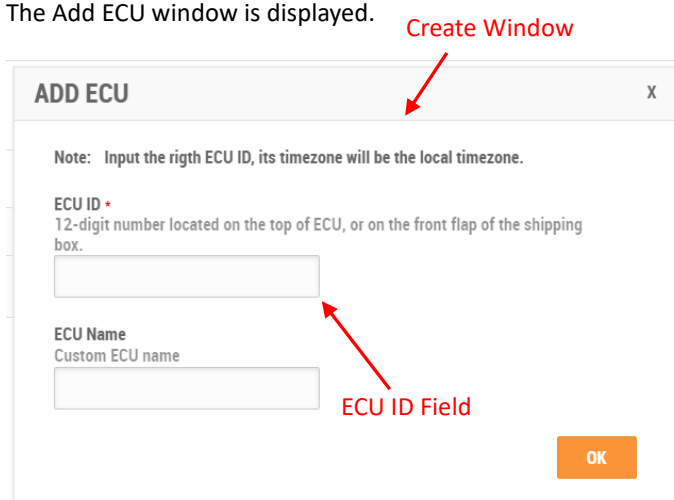 The Add ECU window is displayed.
Create Window
ADD ECU
X
Note: Input the rigth ECU ID, its timezone will be the local timezone.
ECU ID *
12-digit number located on the top of ECU, or on the front flap of the shipping
box.
ECU Name
Custom ECU name
ECU ID Field
OK